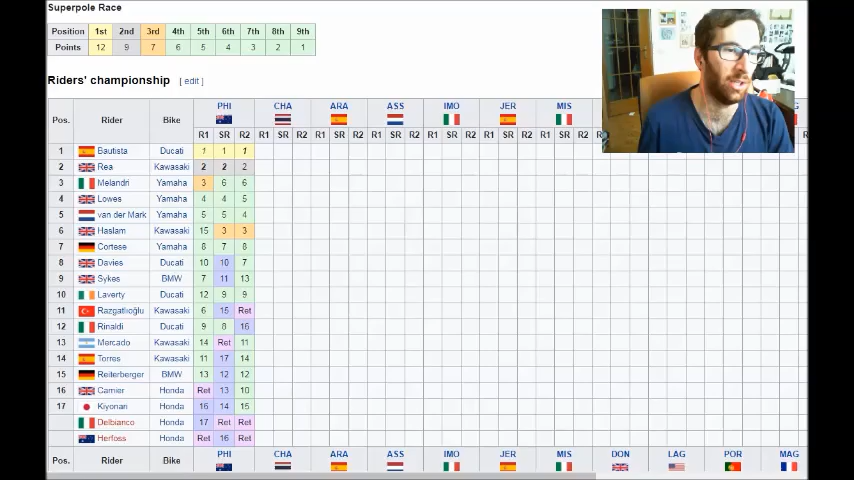 Superpole Race
Position 1st 2nd 3rd 4th 5th 6th 7th 8th 9th
Points 12 9 7 6 5 4 3 2 1
Riders' championship [ edit ]
Pos. Rider Bike PHI CHA ARA ASS IMO JER MIS
R1 SR R2 R1 SR R2 R1 SR R2 R1 SR R2 R1 SR R2 R1 SR R2 R1 SR R2
1 Bautista Ducati 1 1 1
2 Rea Kawasaki 2 2 2
3 Melandri Yamaha 3 6 6
4 Lowes Yamaha 4 4 5
5 van der Mark Yamaha 5 5 4
6 Haslam Kawasaki 15 3 3
7 Cortese Yamaha 8 7 8
8 Davies Ducati 10 10 7
9 Sykes BMW 7 11 13
10 Laverty Ducati 12 9 9
11 Razgatlıoğlu Kawasaki 6 15 Ret
12 Rinaldi Ducati 9 8 16
13 Mercado Kawasaki 14 Ret 11
14 Torres Kawasaki 11 17 14
15 Reiterberger BMW 13 12 12
16 Camier Honda Ret 13 10
17 Kiyonari Honda 16 14 15
Delbianco Honda 17 Ret Ret
Herfoss Honda Ret 16 Ret
Pos. Rider Bike PHI CHA ARA ASS IMO JER MIS DON LAG POR MAG